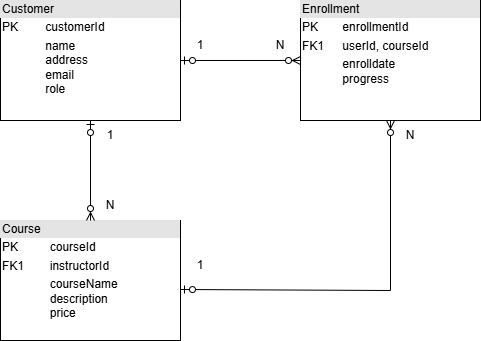 Customer
PK customerId
name
address
email
role
Enrollment
PK enrollmentId
FK1 userId, courseId
enrolldate
progress
1
N
1
N
N
Course
PK courseId
FK1 instructorId
courseName
description
price
1